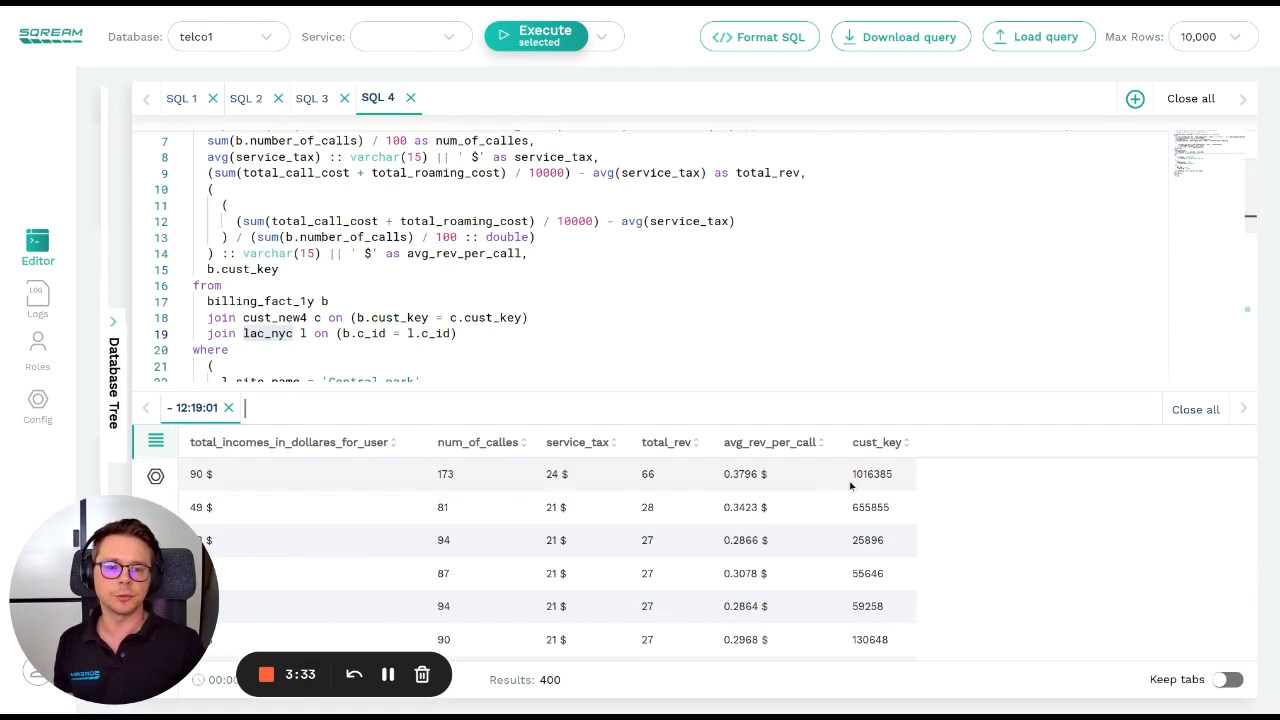 SQREAM
Database: telco1 Service: Execute selected Format SQL Download query Load query Max Rows: 10,000
SQL 1 SQL 2 SQL 3 SQL 4 Close all
7 sum(b.number_of_calls) / 100 as num_of_calles,
8 avg(service_tax) :: varchar(15) || ' $' as service_tax,
9 (sum(total_call_cost + total_roaming_cost) / 10000) - avg(service_tax) as total_rev,
10 (
11 (
12 (sum(total_call_cost + total_roaming_cost) / 10000) - avg(service_tax)
13 ) / (sum(b.number_of_calls) / 100 :: double)
14 ) :: varchar(15) || ' $' as avg_rev_per_call,
15 b.cust_key
16 from
17 billing_fact_1y b
18 join cust_new4 c on (b.cust_key = c.cust_key)
19 join lac_nyc l on (b.c_id = l.c_id)
20 where
21 (
22 l.site_name = 'Central park'
Editor
LOG
Logs
Roles
Config
Database Tree
- 12:19:01 Close all
total_incomes_in_dollares_for_user num_of_calles service_tax total_rev avg_rev_per_call cust_key
90 $ 173 24 $ 66 0.3796 $ 1016385
49 $ 81 21 $ 28 0.3423 $ 655855
$ 94 21 $ 27 0.2866 $ 25896
87 21 $ 27 0.3078 $ 55646
94 21 $ 27 0.2864 $ 59258
90 21 $ 27 0.2968 $ 130648
3:33
Results: 400 Keep tabs